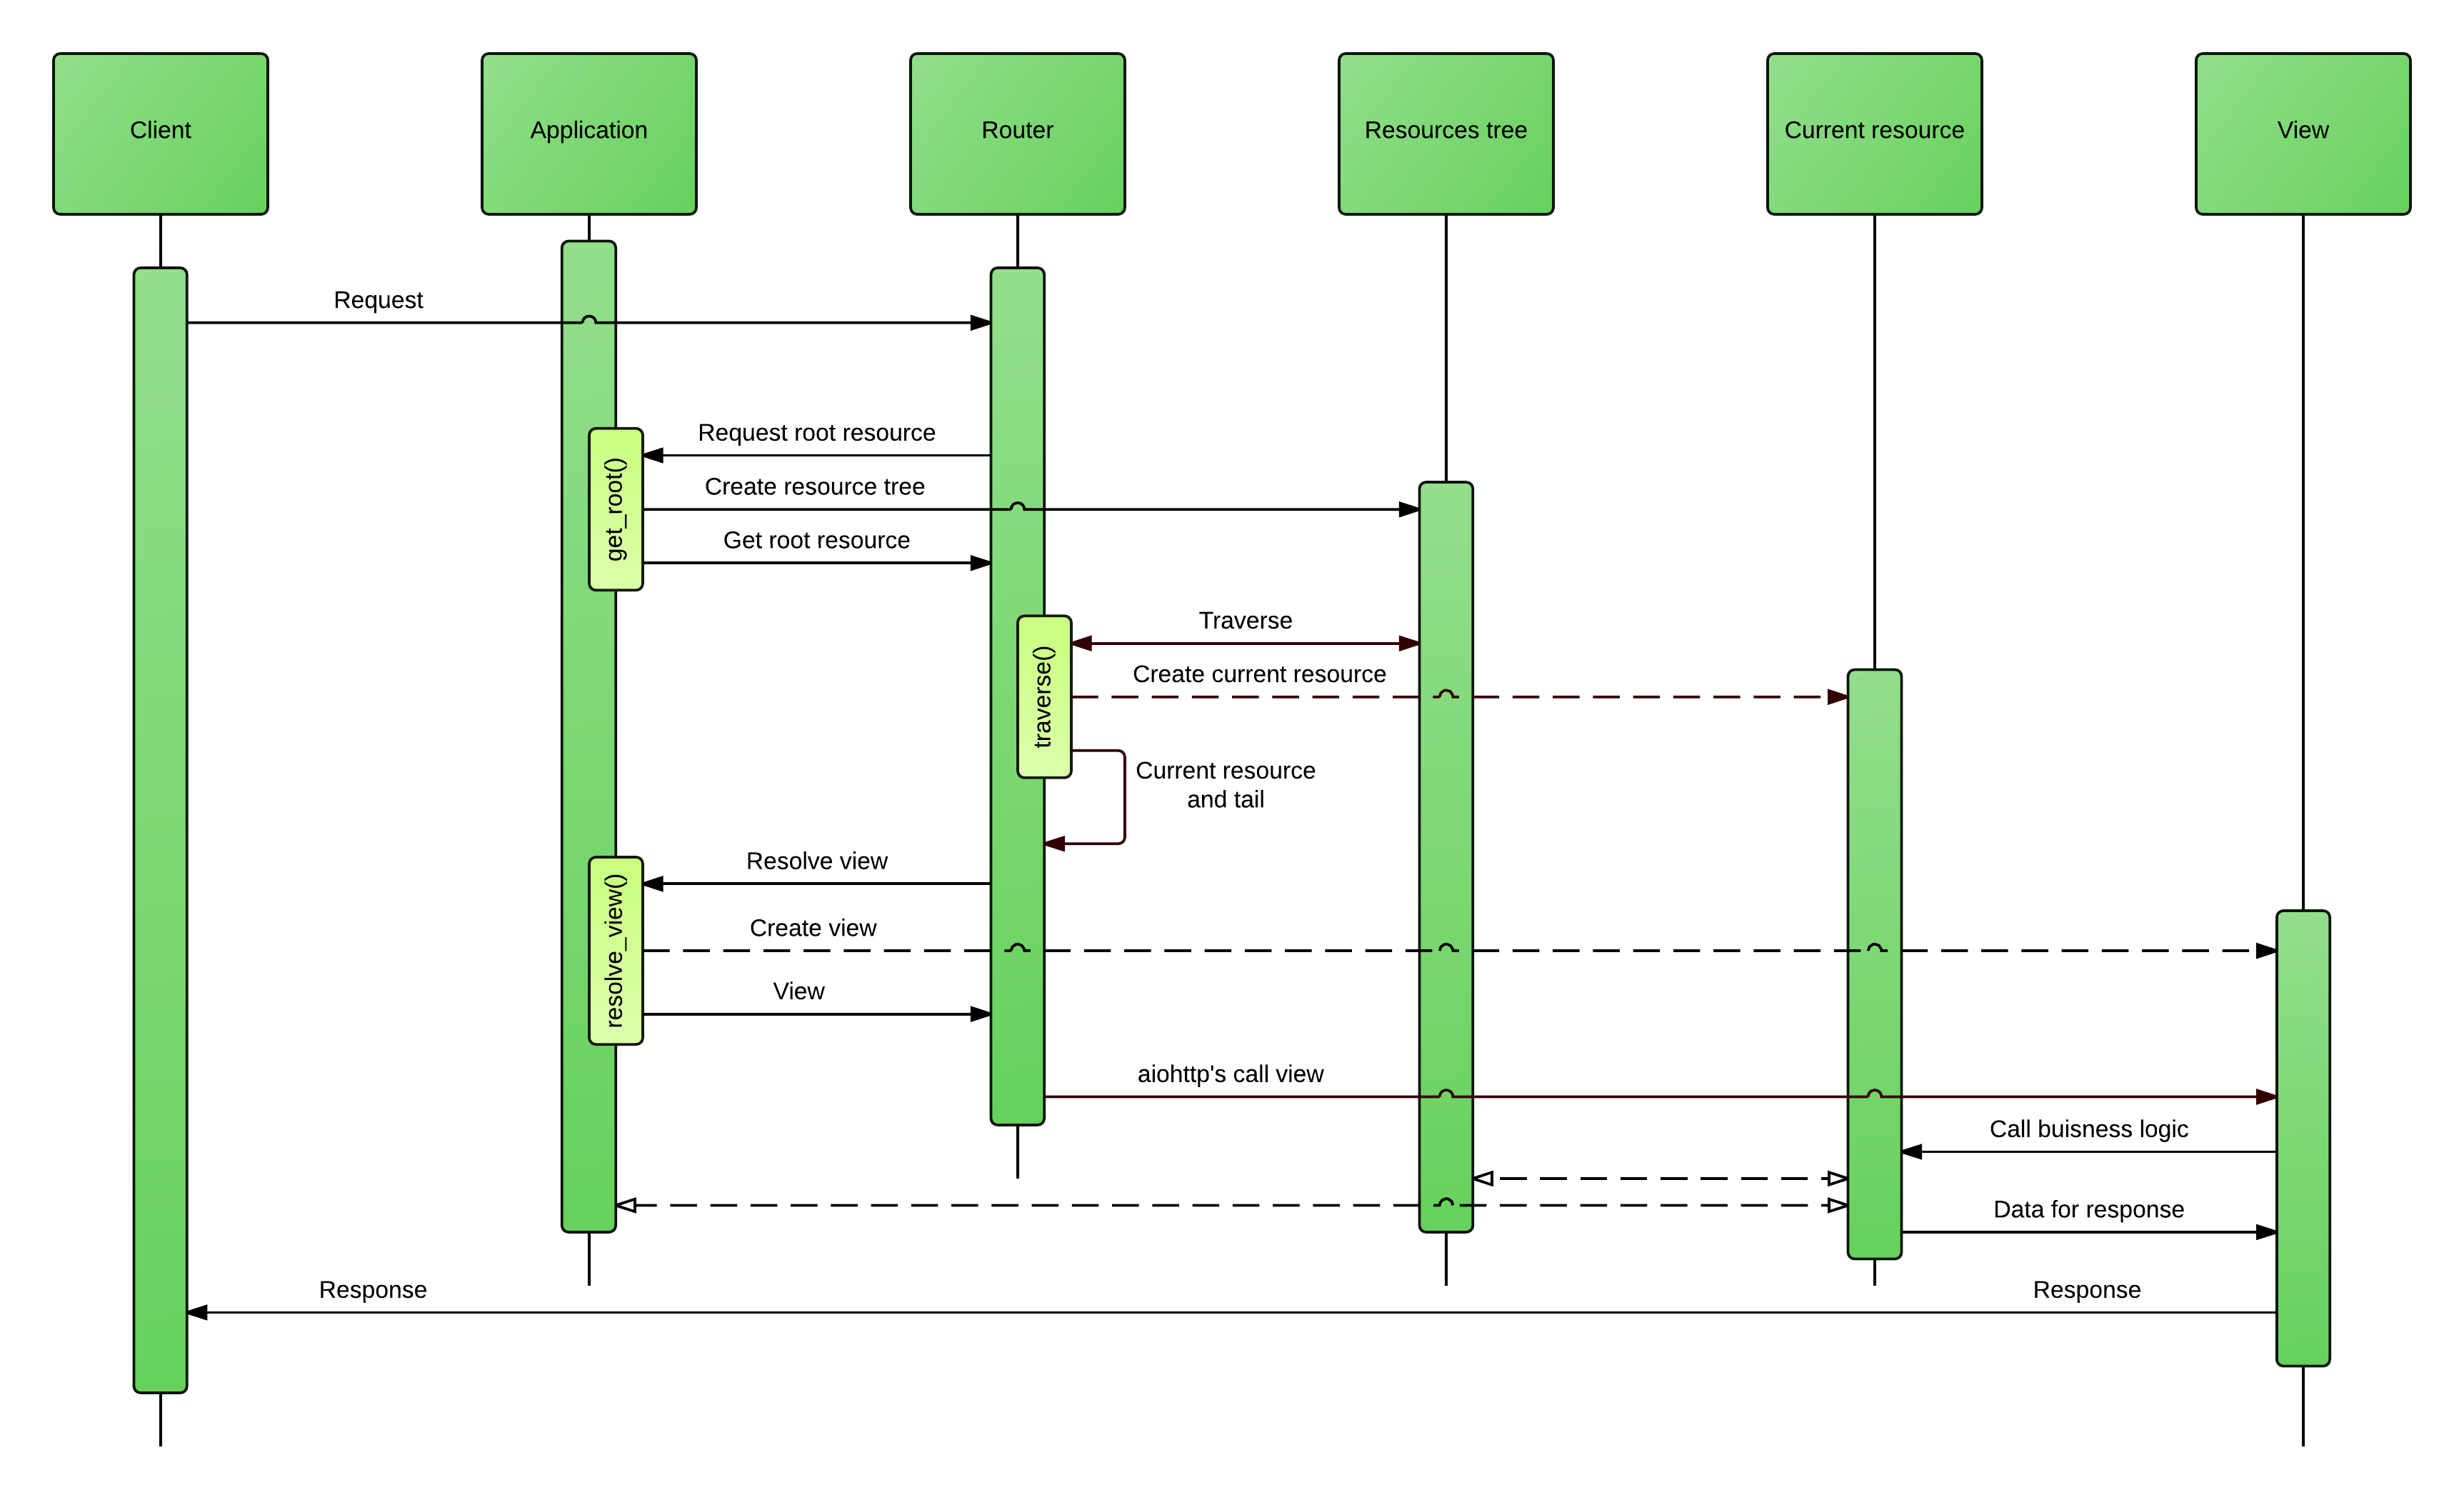 Client
Application
Router
Resources tree
Current resource
View
Request
Request root resource
get_root()
Create resource tree
Get root resource
Traverse
traverse()
Create current resource
Current resource
and tail
Resolve view
resolve_view()
Create view
View
aiohttp's call view
Call buisness logic
Data for response
Response
Response